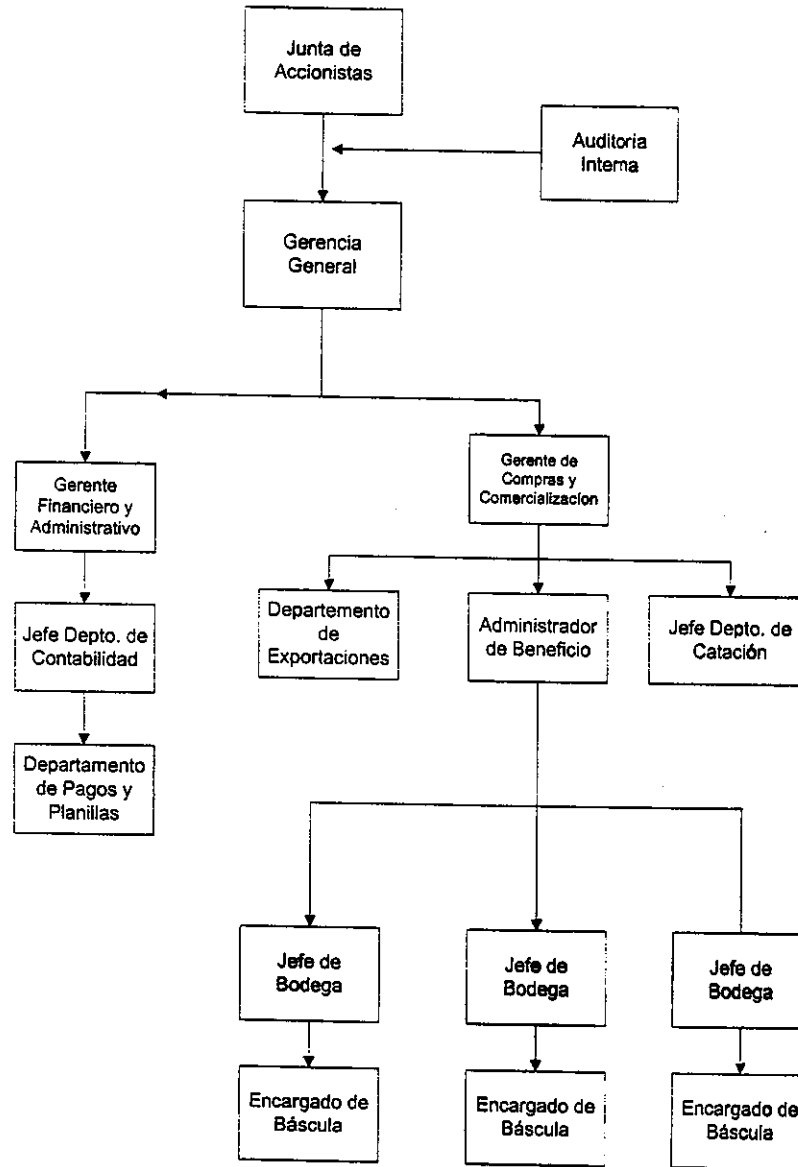 Junta de
Accionistas
Auditoria
Interna
Gerencia
General
Gerente
Financiero y
Administrativo
Gerente de
Compras y
Comercializacion
Jefe Depto. de
Contabilidad
Departemento
de
Exportaciones
Administrador
de Beneficio
Jefe Depto. de
Catación
Departamento
de Pagos y
Planillas
Jefe de
Bodega
Jefe de
Bodega
Jefe de
Bodega
Encargado de
Báscula
Encargado de
Báscula
Encargado de
Báscula